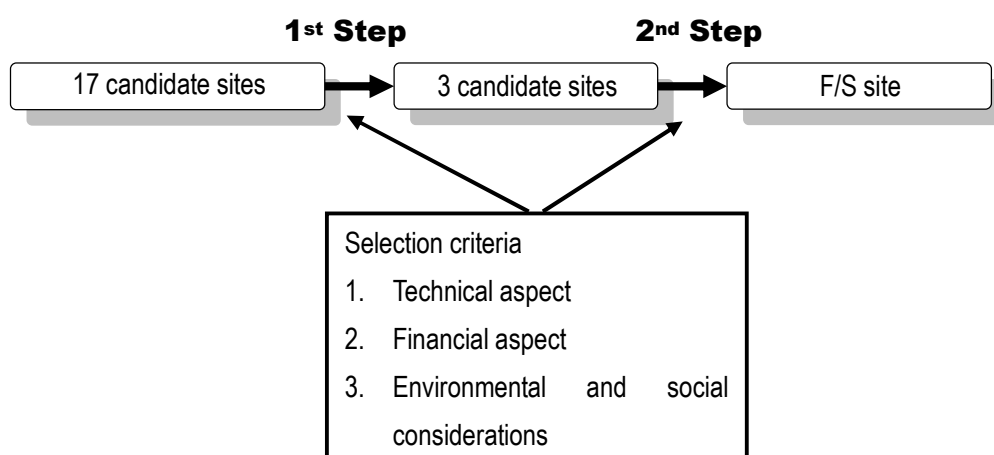 1st Step 2nd Step
17 candidate sites 3 candidate sites F/S site
Selection criteria
1. Technical aspect
2. Financial aspect
3. Environmental and social
considerations